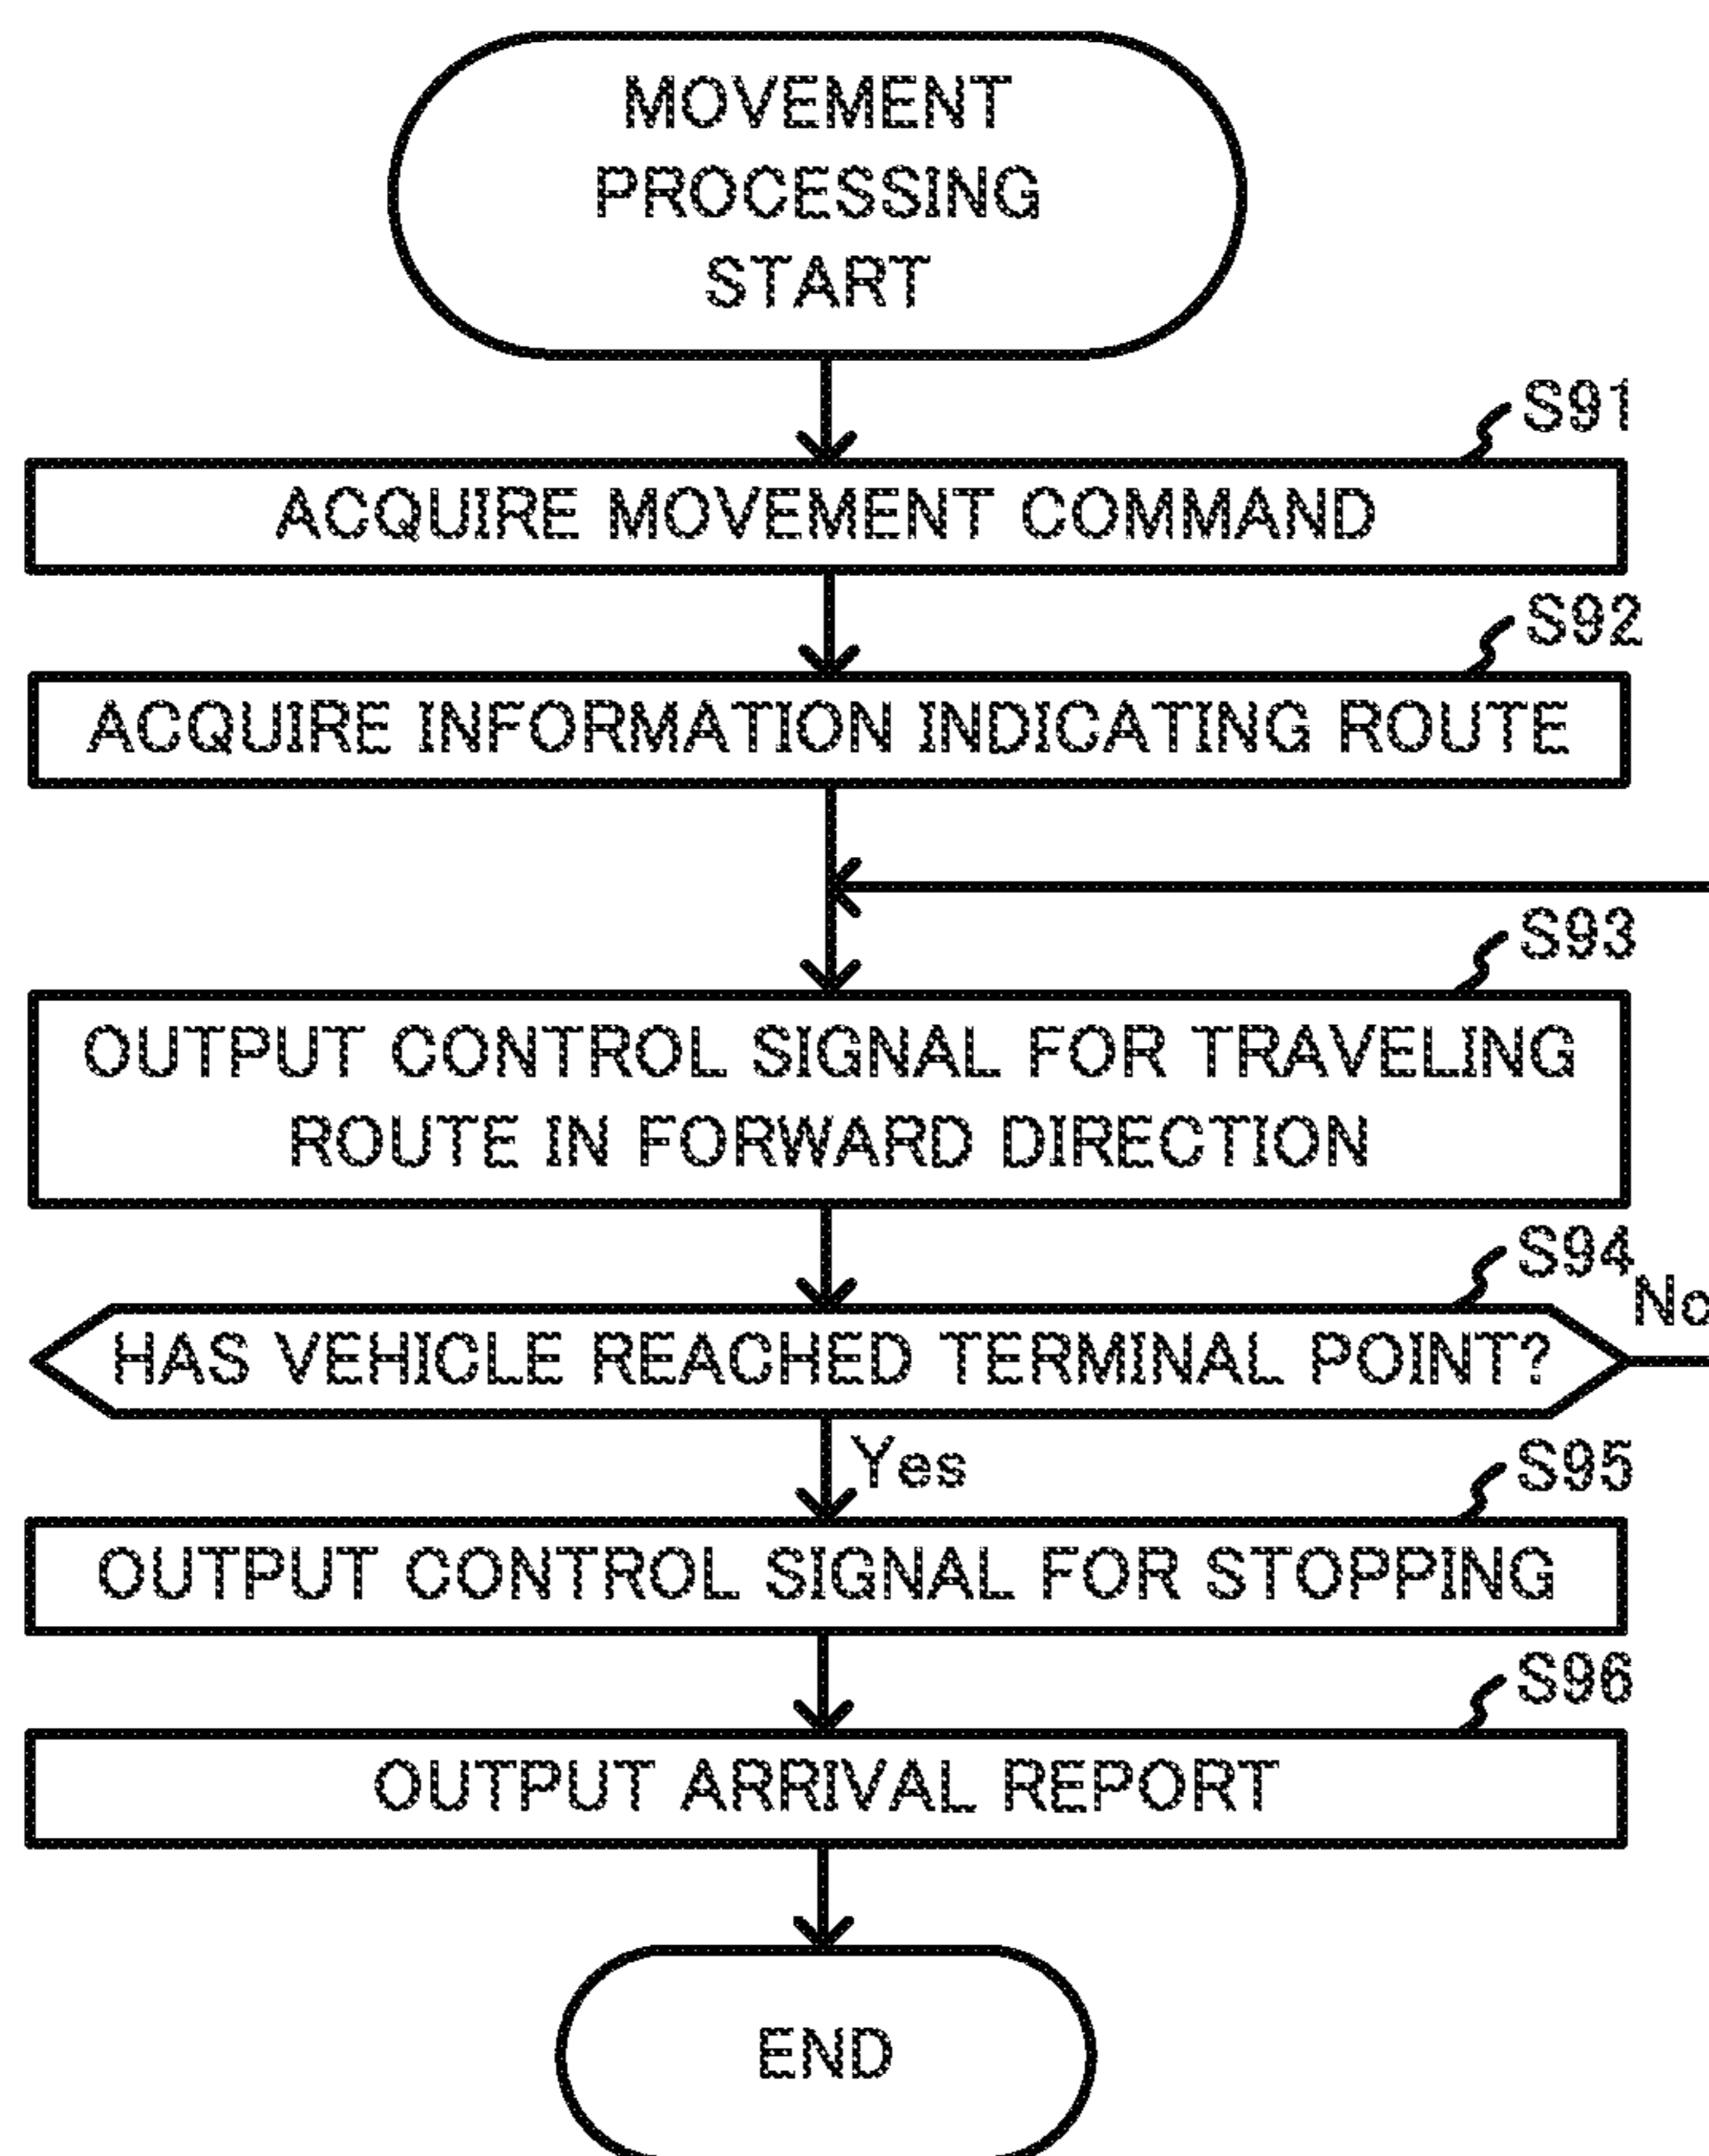 MOVEMENT
PROCESSING
START
S91
ACQUIRE MOVEMENT COMMAND
S92
ACQUIRE INFORMATION INDICATING ROUTE
S93
OUTPUT CONTROL SIGNAL FOR TRAVELING
ROUTE IN FORWARD DIRECTION
S94
No
HAS VEHICLE REACHED TERMINAL POINT?
Yes
S95
OUTPUT CONTROL SIGNAL FOR STOPPING
S96
OUTPUT ARRIVAL REPORT
END